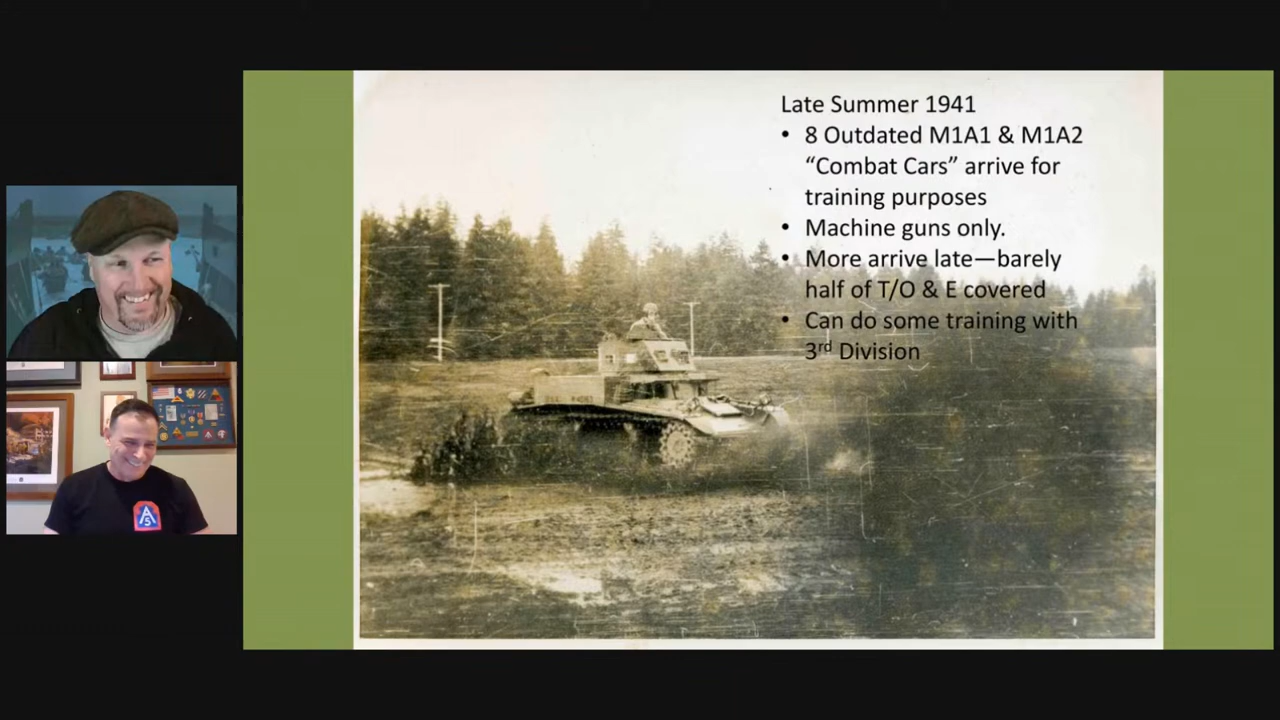 Late Summer 1941
• 8 Outdated M1A1 & M1A2
“Combat Cars” arrive for
training purposes
• Machine guns only.
• More arrive late—barely
half of T/O & E covered
• Can do some training with
3rd Division
A
5